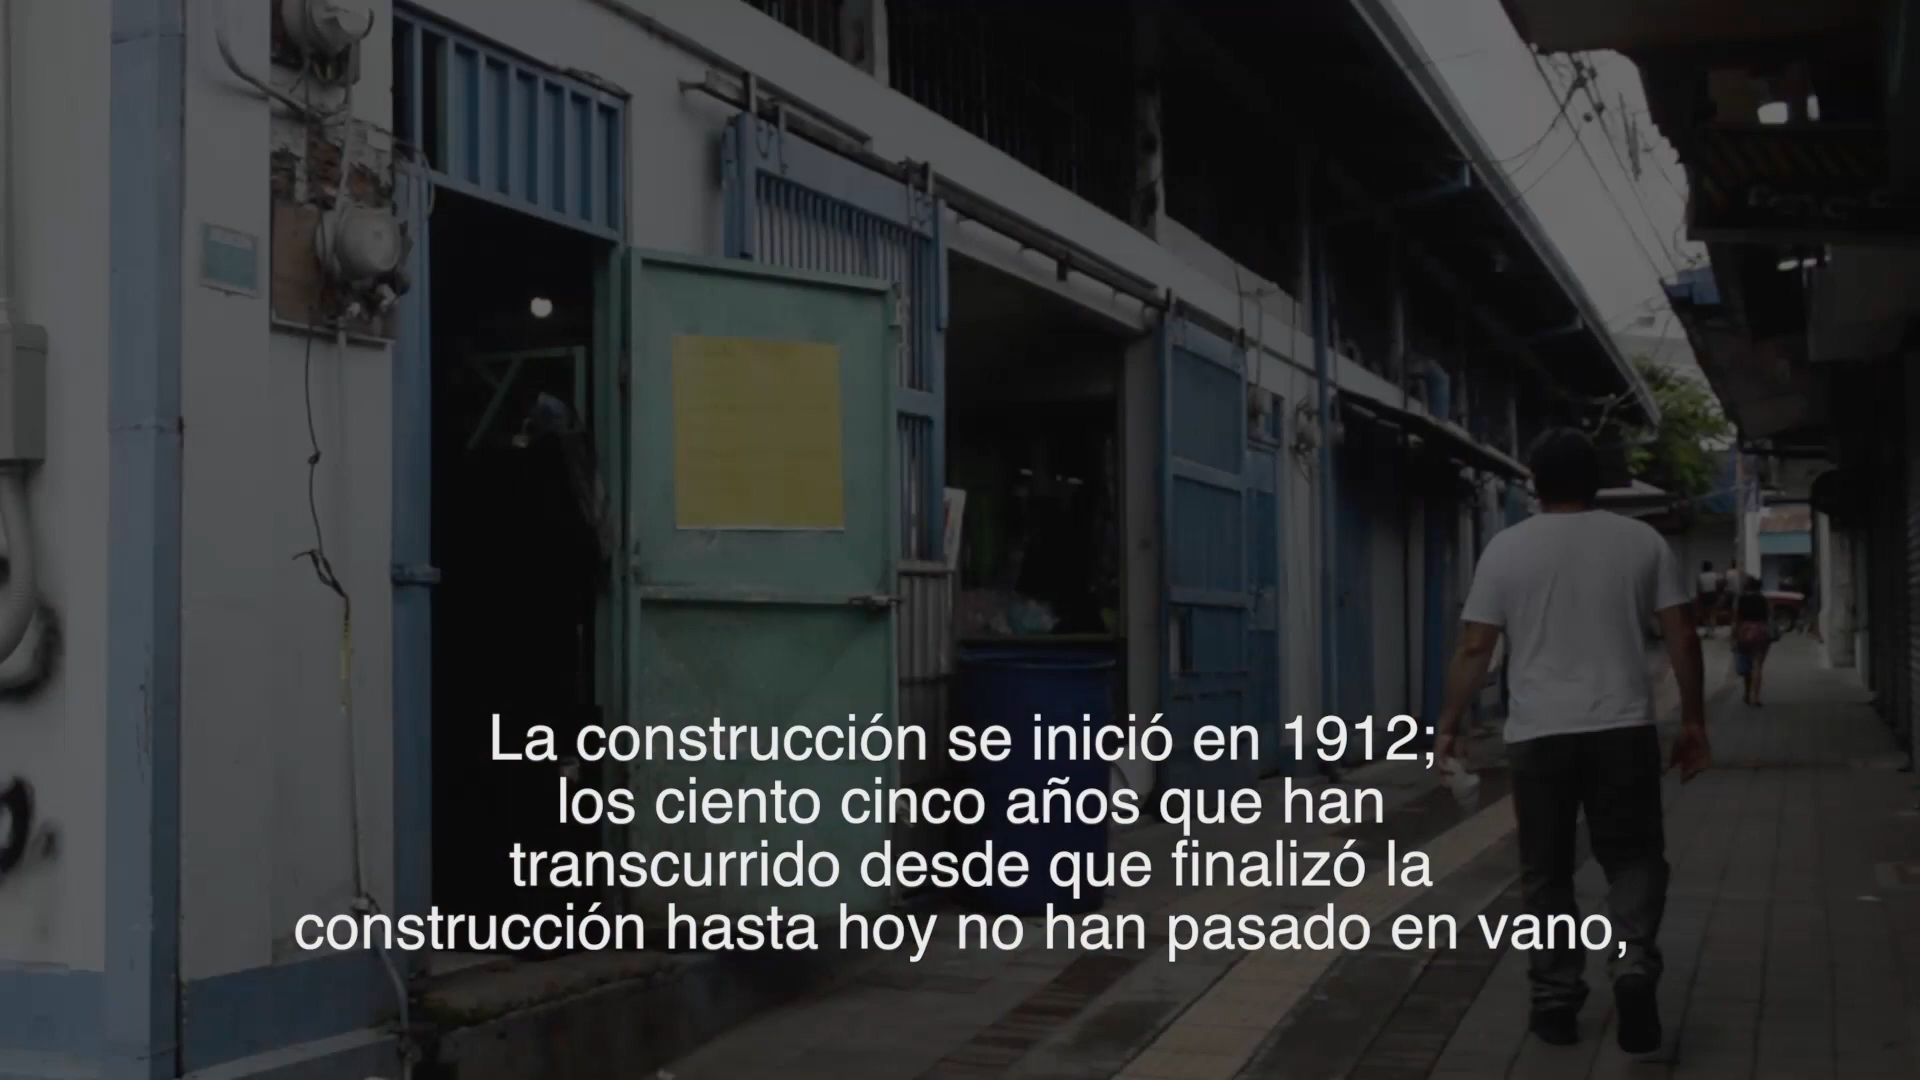 La construcción se inició en 1912;
los ciento cinco años que han
transcurrido desde que finalizó la
construcción hasta hoy no han pasado en vano,